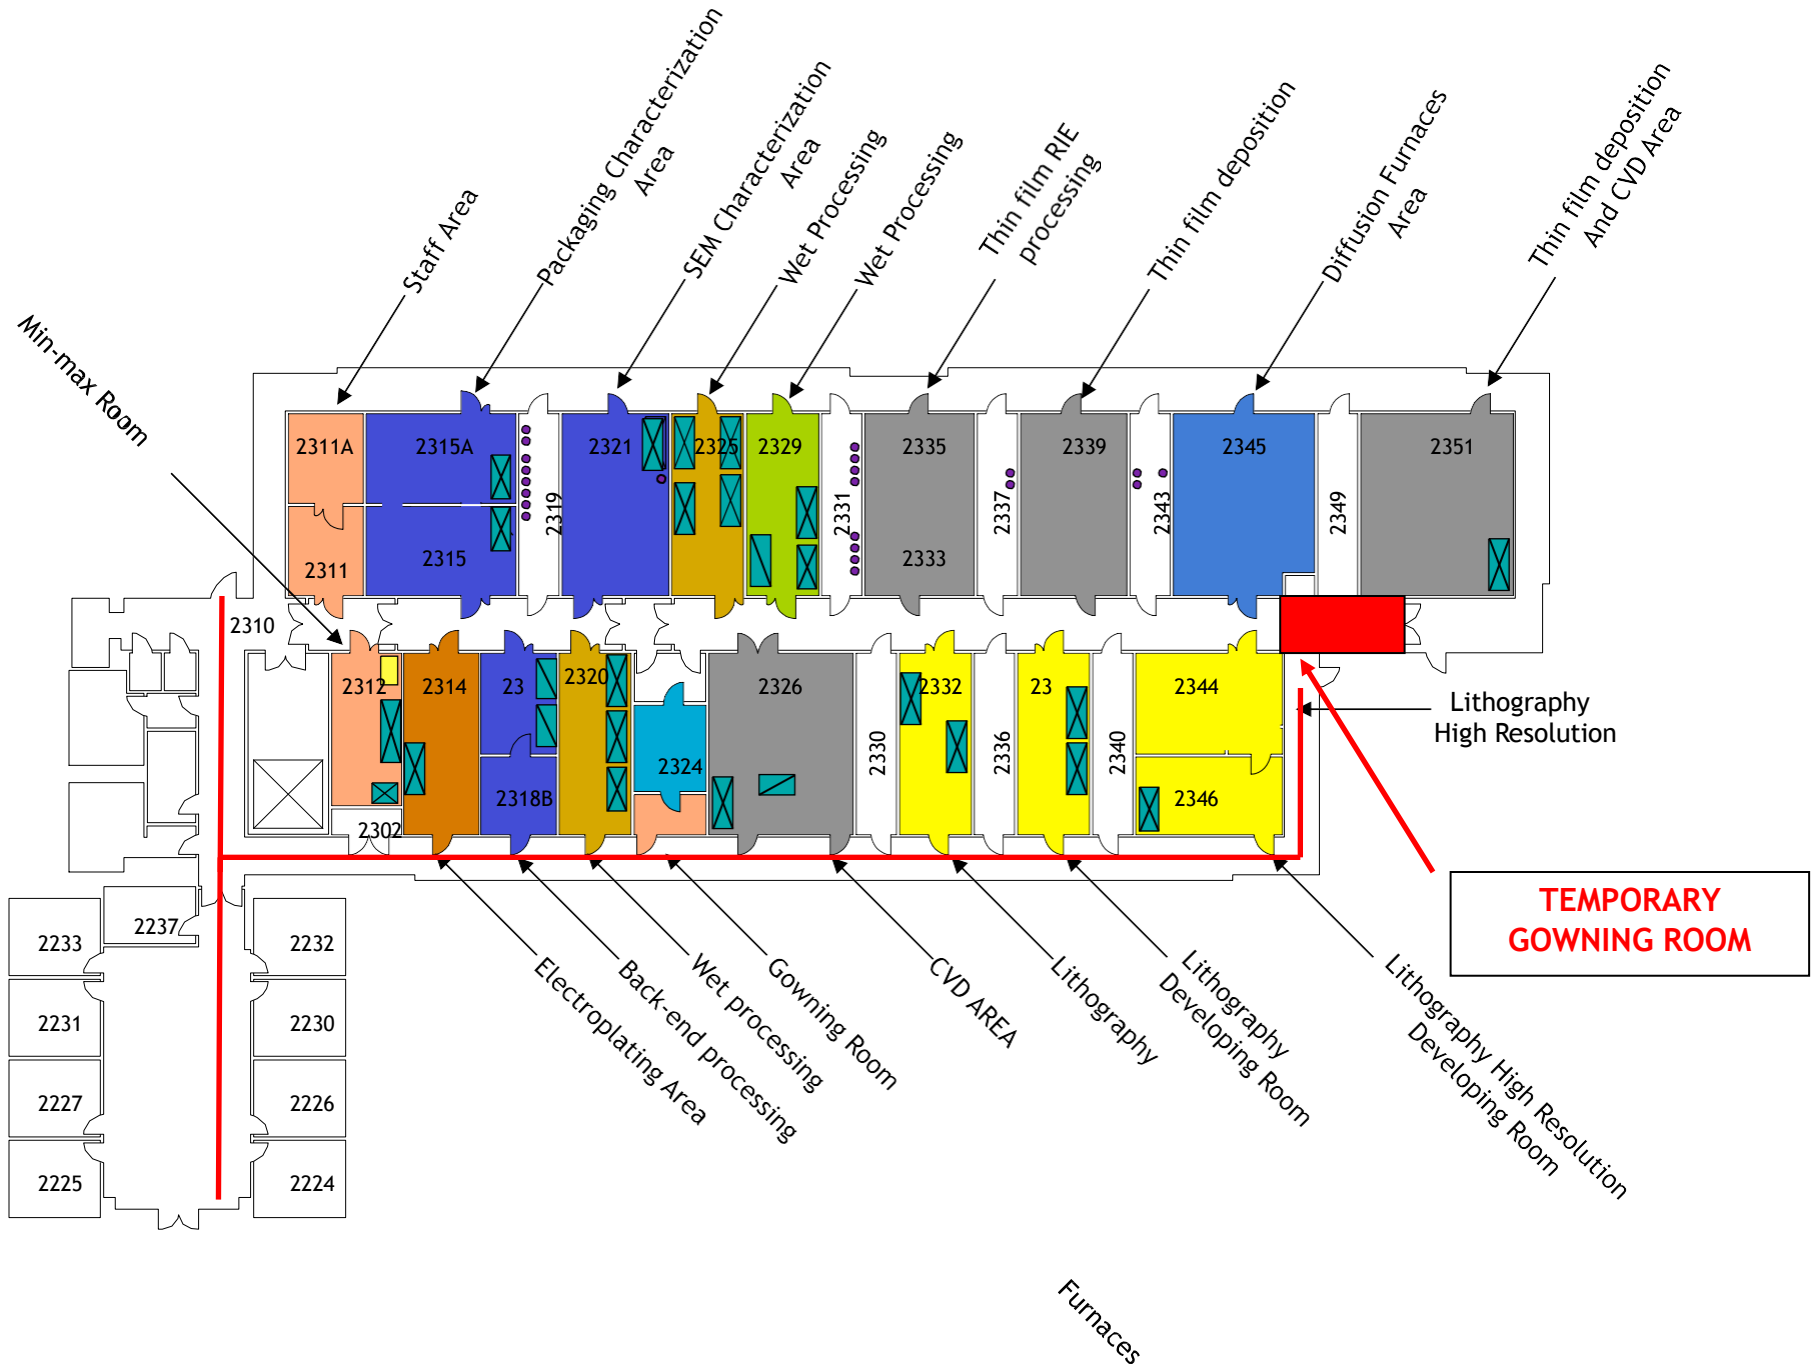 Packaging Characterization
Area
SEM Characterization
Area
Staff Area
Wet Processing
Wet Processing
Thin film RIE
processing
Thin film deposition
Diffusion Furnaces
Area
Thin film deposition
And CVD Area
Min-max Room
2311A
2315A
2321
2325
2329
2335
2339
2345
2351
2319
2331
2337
2343
2349
2311
2315
2333
2310
2312
2314
23
2320
2326
2332
23
2344
Lithography
High Resolution
2324
2330
2336
2340
2318B
2346
2302
TEMPORARY
GOWNING ROOM
2237
2233
2232
2231
2230
2227
2226
2225
2224
Electroplating Area
Back-end processing
Wet processing
Gowning Room
CVD AREA
Lithography
Lithography
Developing Room
Lithography High Resolution
Developing Room
Furnaces